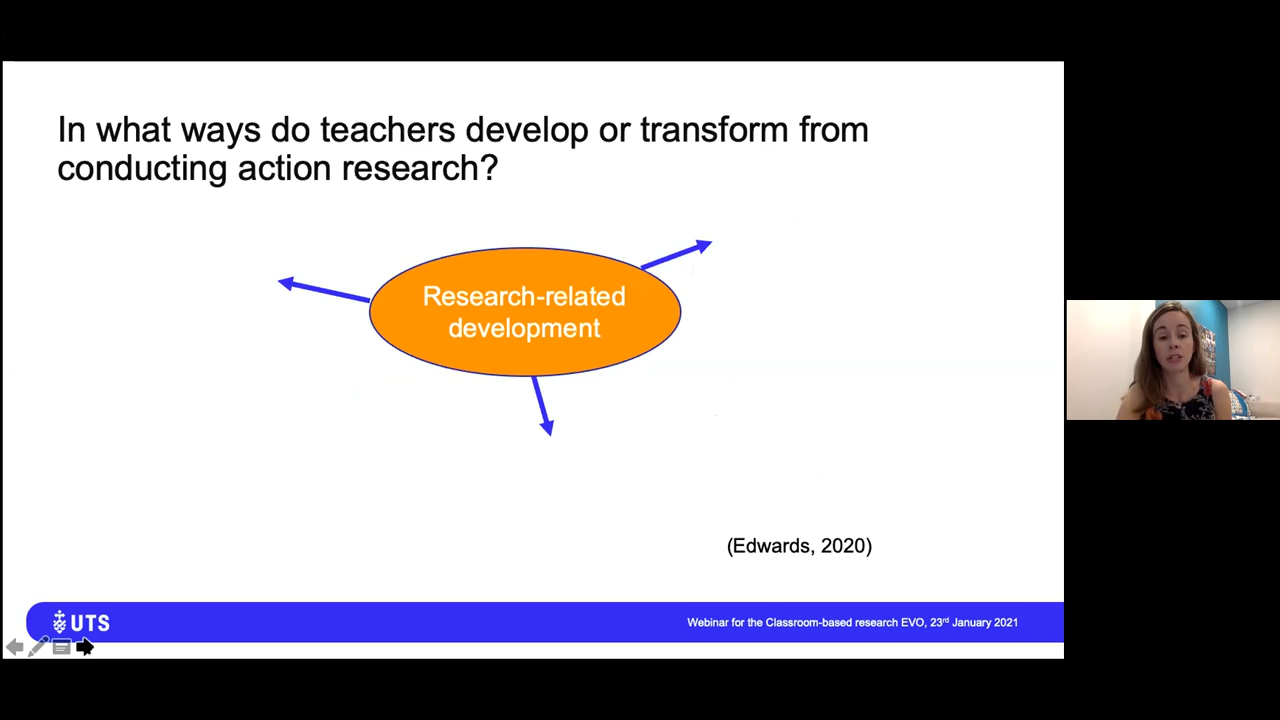 In what ways do teachers develop or transform from
conducting action research?
Research-related
development
(Edwards, 2020)
UTS
Webinar for the Classroom-based research EVO, 23rd January 2021